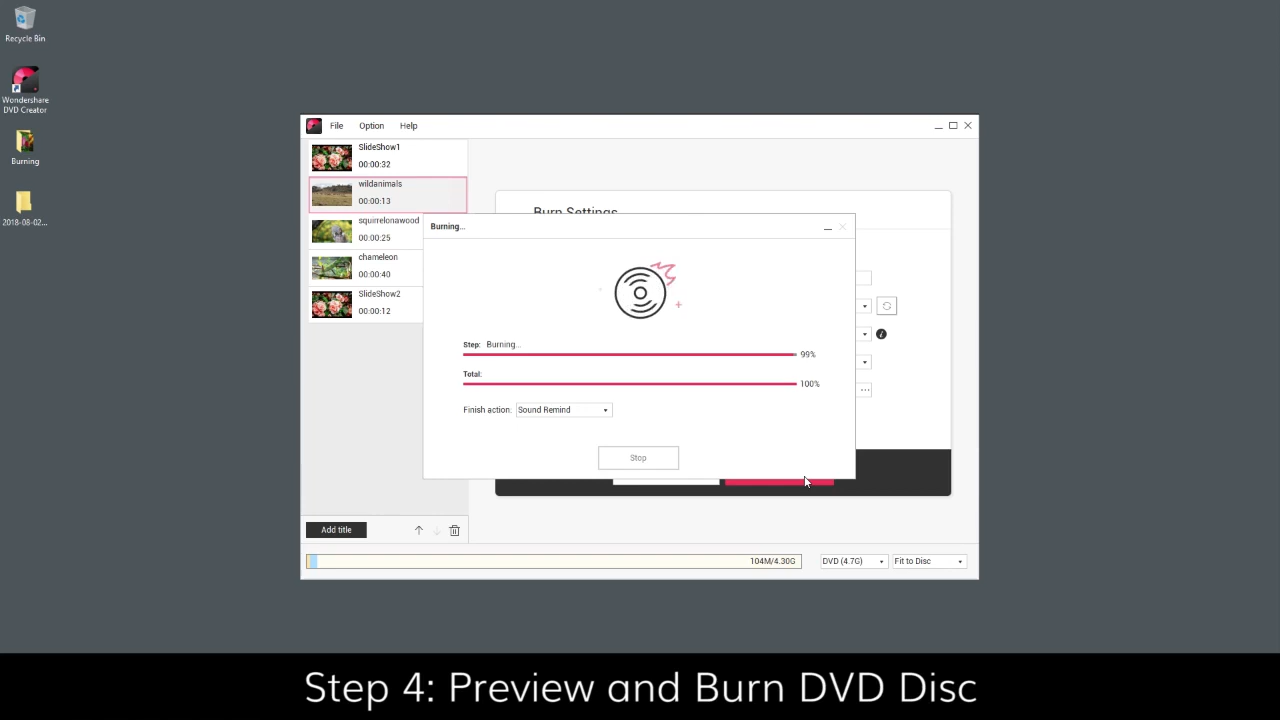 Recycle Bin
Wondershare
DVD Creator
Burning
2018-08-02...
File Option Help
SlideShow1
00:00:32
wildanimals
00:00:13
squirrelonawood
00:00:25
chameleon
00:00:40
SlideShow2
00:00:12
Burn Settings
Burning...
Step: Burning...
99%
Total:
100%
Finish action: Sound Remind
Stop
Add title
104M/4.30G
DVD (4.7G)
Fit to Disc
Step 4: Preview and Burn DVD Disc